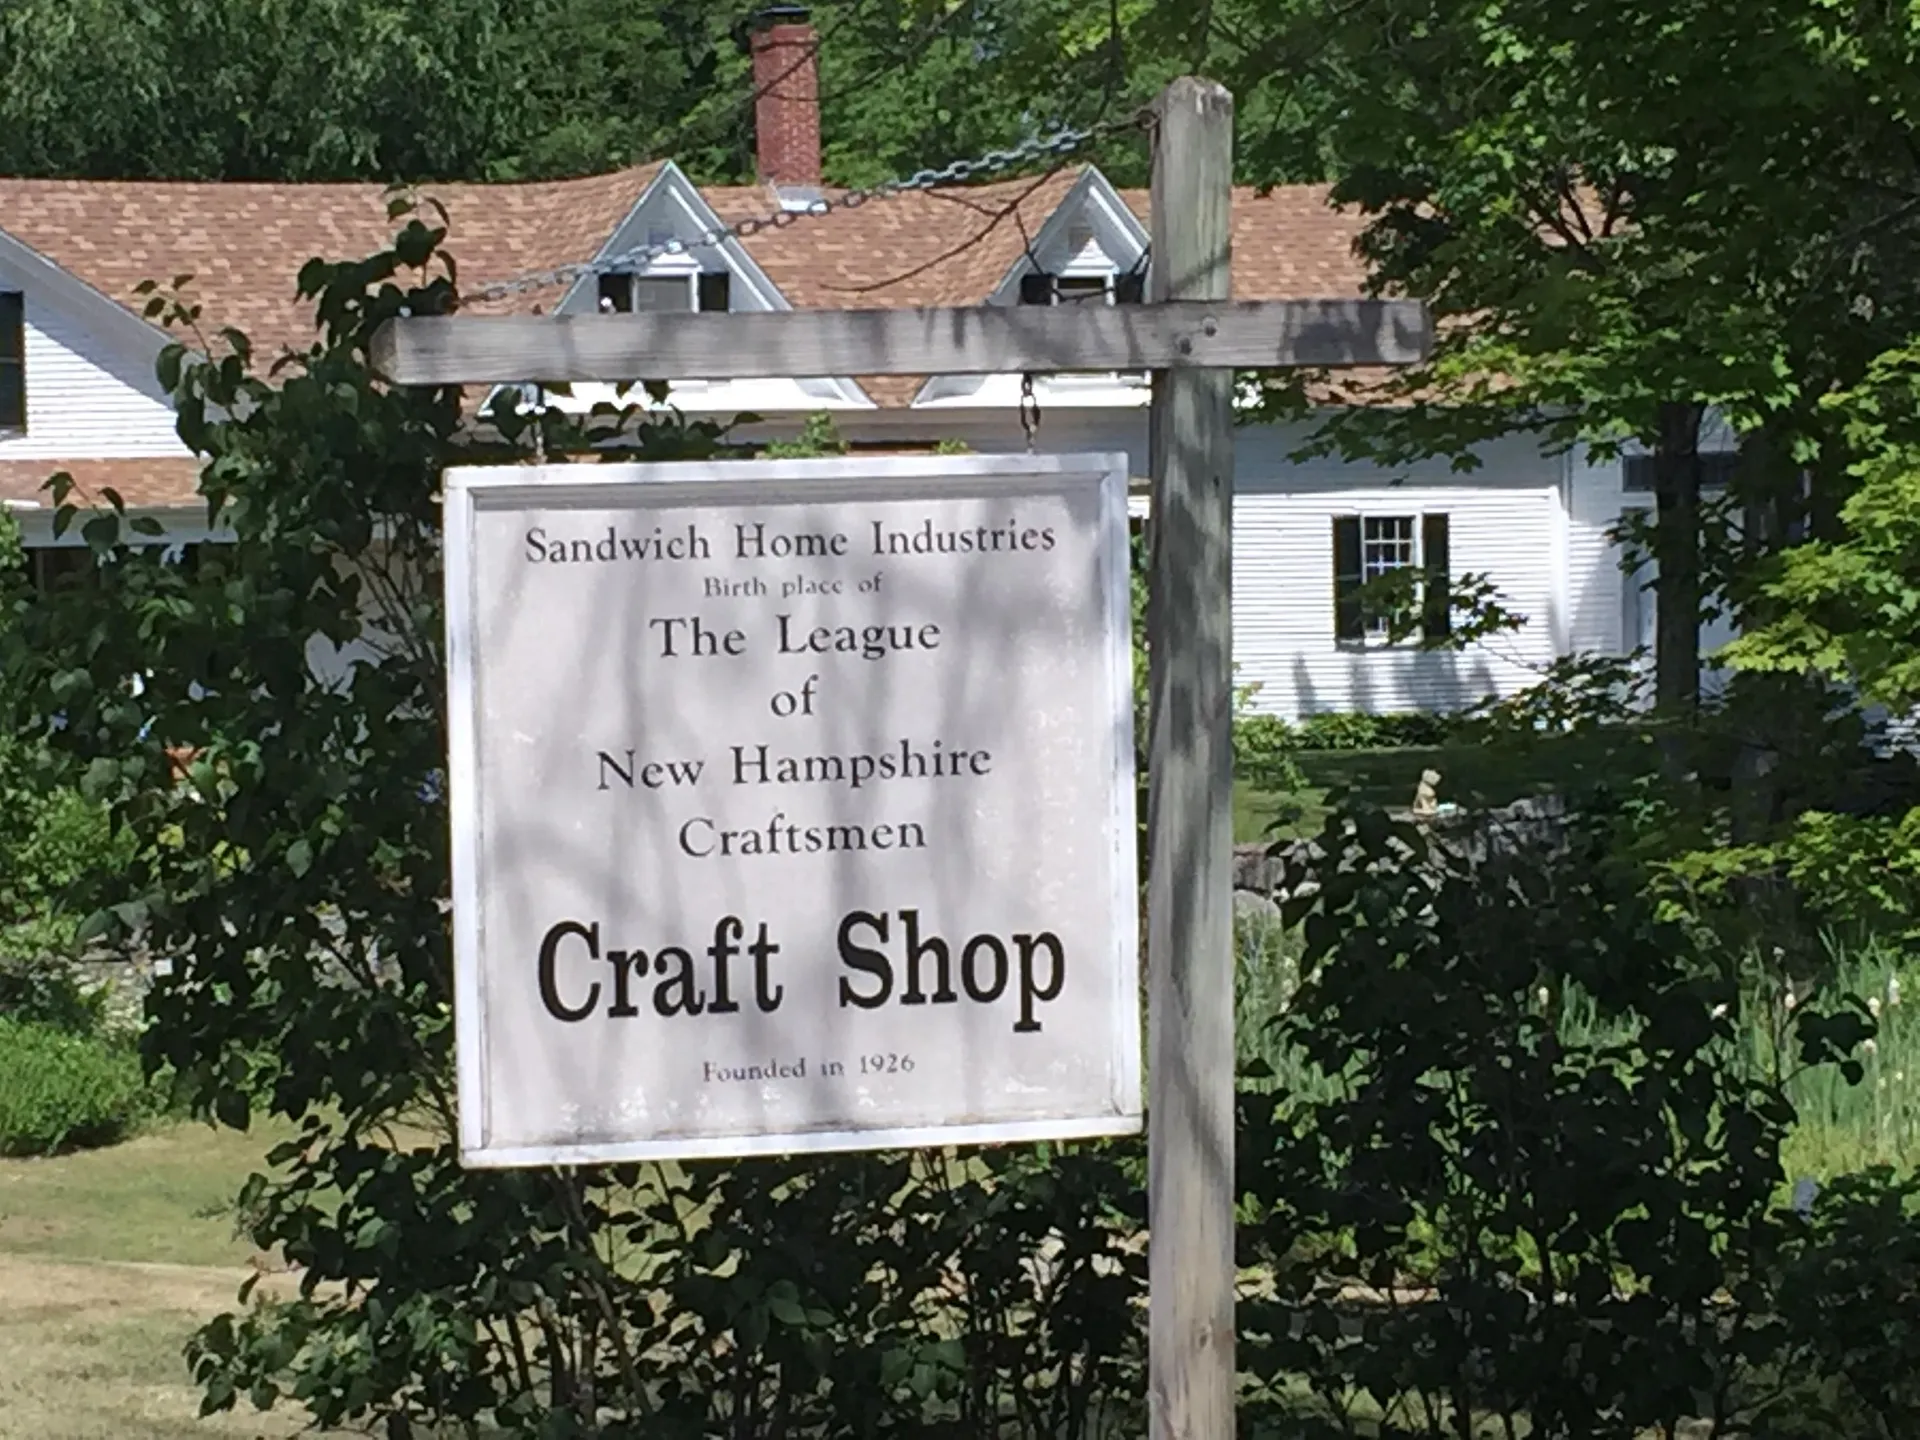 Sandwich Home Industries
Birth place of
The League
of
New Hampshire
Craftsmen
Craft Shop
Founded in 1926